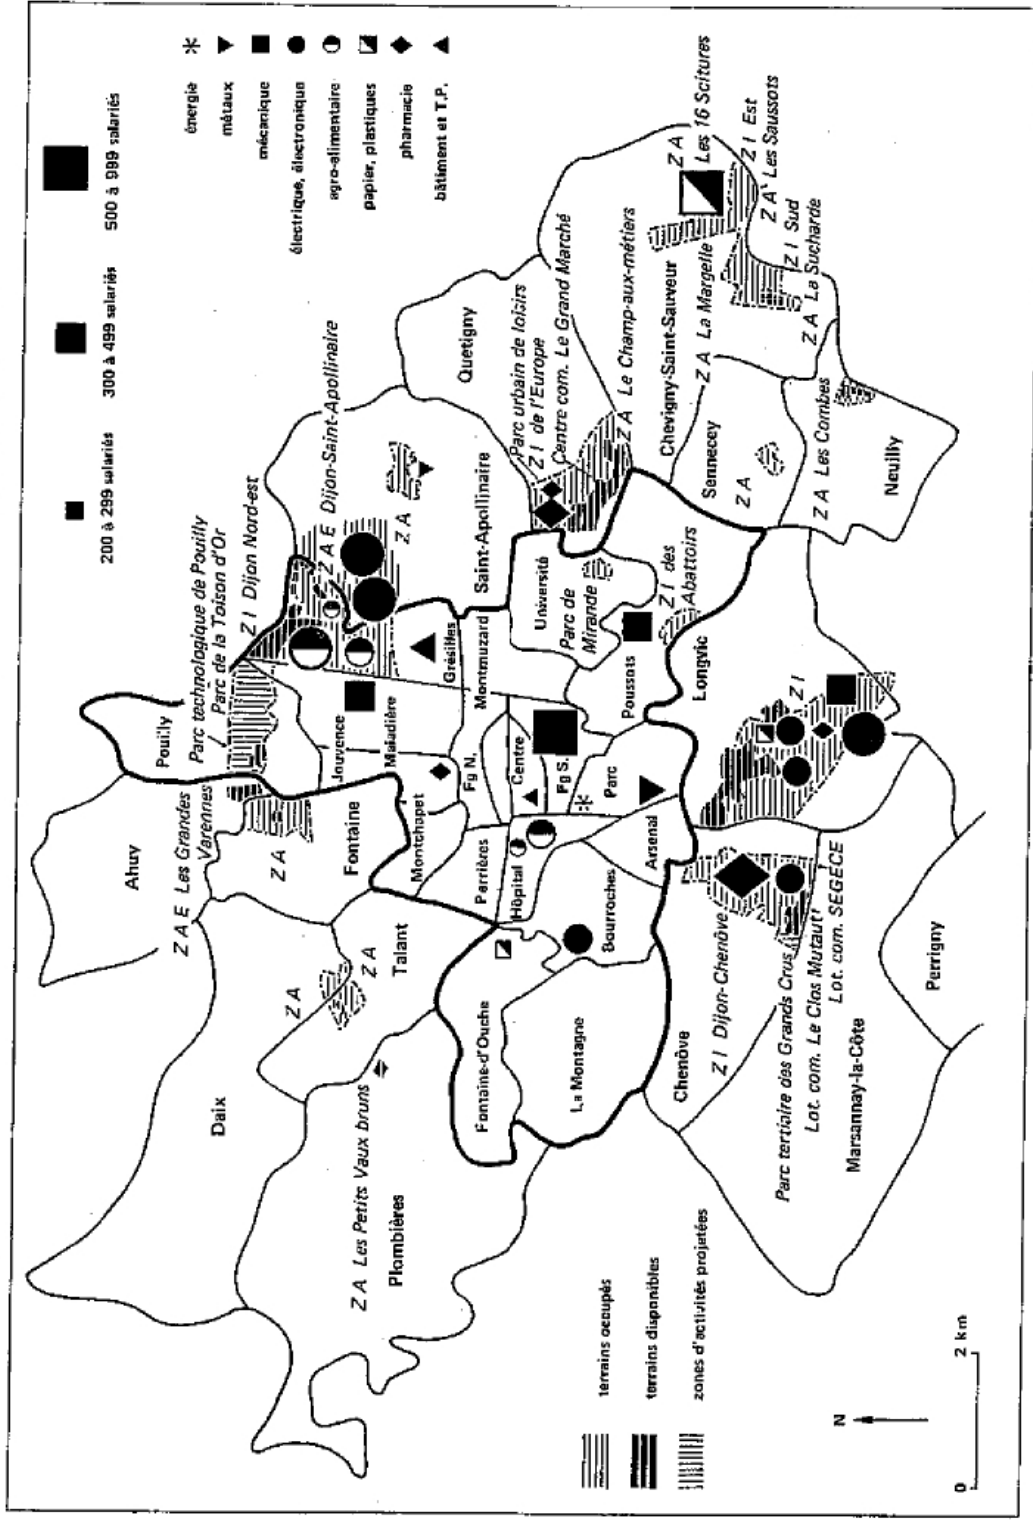 200 à 299 salariés
300 à 499 salariés
500 à 999 salariés
énergie
métaux
mécanique
électrique, électronique
agro-alimentaire
papier, plastiques
pharmacie
bâtiment et T.P.
Ahuy
Pouilly
Parc technologique de Pouilly
Parc de la Toison d'Or
Z I Dijon Nord-est
Z A E Dijon-Saint-Apollinaire
Z A E Les Grandes
Varennes
Z A
Fontaine
Jouvence
Maladière
Grésilles
Z A
Saint-Apollinaire
Quetigny
Parc urbain de loisirs
Z I de l'Europe
Centre com. Le Grand Marché
Z A Le Champ-aux-métiers
Daix
Z A
Z A
Talant
Montchapet
Fg N.
Montmuzard
Université
Parc de
Mirande
Z A Les Petits Vaux bruns
Plombières
Perrières
Hôpital
Centre
Fg S.
Parc
Poussots
Z I des
Abattoirs
Chevigny-Saint-Sauveur
Z A
Les 16 Scitures
Z I Est
Z A Les Saussots
Z I Sud
Z A La Sucharde
Z A La Margelle
Sennecey
Z A
Z A Les Combes
Neuilly
Fontaine-d'Ouche
La Montagne
Bourroches
Arsenal
Longvic
Z I
Chenôve
Z I Dijon-Chenôve
Parc tertiaire des Grands Crus
Lot. com. Le Clos Mutaut
Lot. com. SEGECE
Marsannay-la-Côte
Perrigny
terrains occupés
terrains disponibles
zones d'activités projetées
N
0 2 km